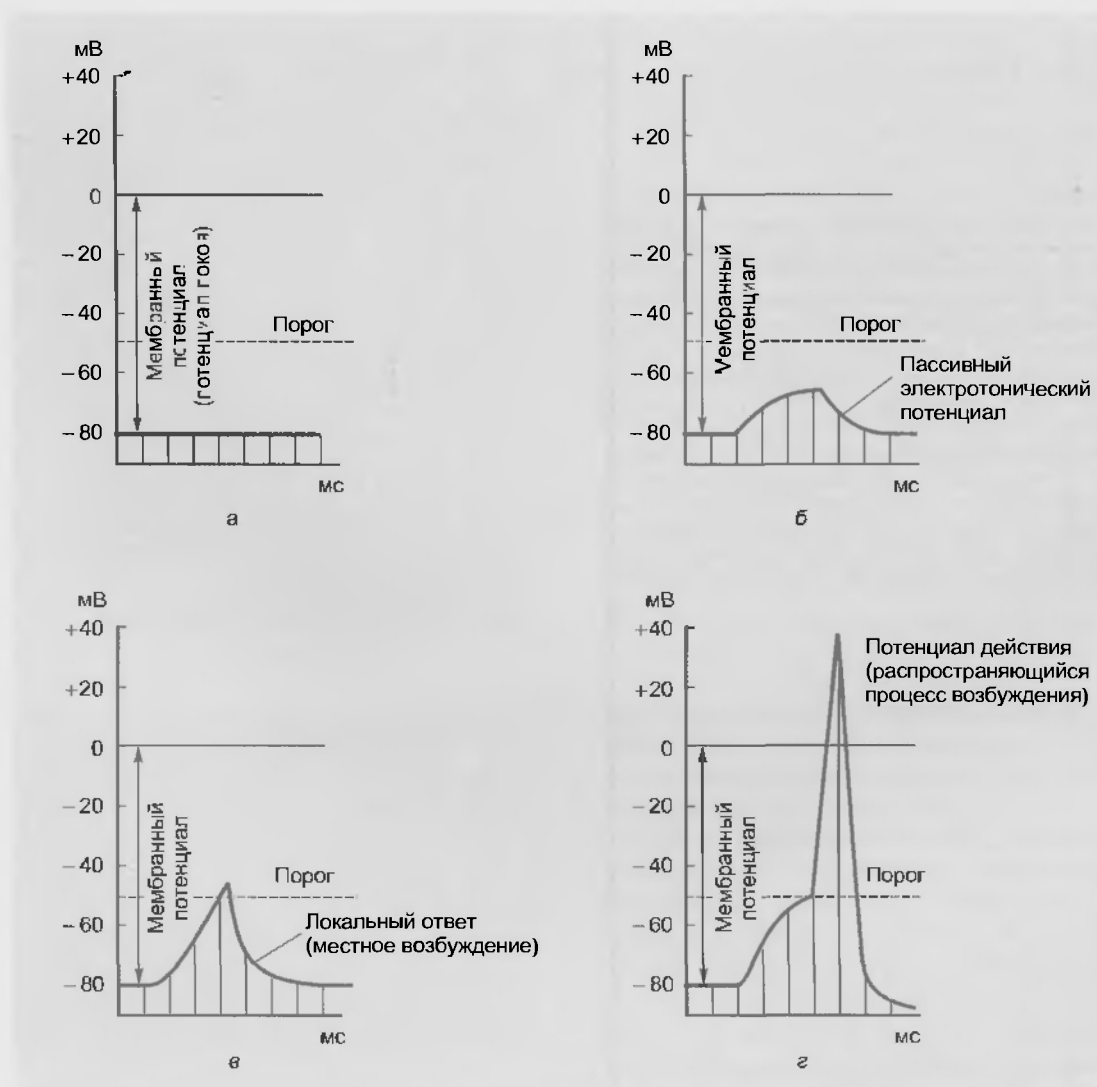 мВ
+40
+20
0
−20
−40
−60
−80
Мембранный
потенциал
(потенциал покоя)
Порог
мс
а
мВ
+40
+20
0
−20
−40
−60
−80
Мембранный
потенциал
Порог
Пассивный
электротонический
потенциал
мс
б
мВ
+40
+20
0
−20
−40
−60
−80
Мембранный
потенциал
Порог
Локальный ответ
(местное возбуждение)
мс
в
мВ
+40
+20
0
−20
−40
−60
−80
Мембранный
потенциал
Потенциал действия
(распространяющийся
процесс возбуждения)
Порог
мс
г